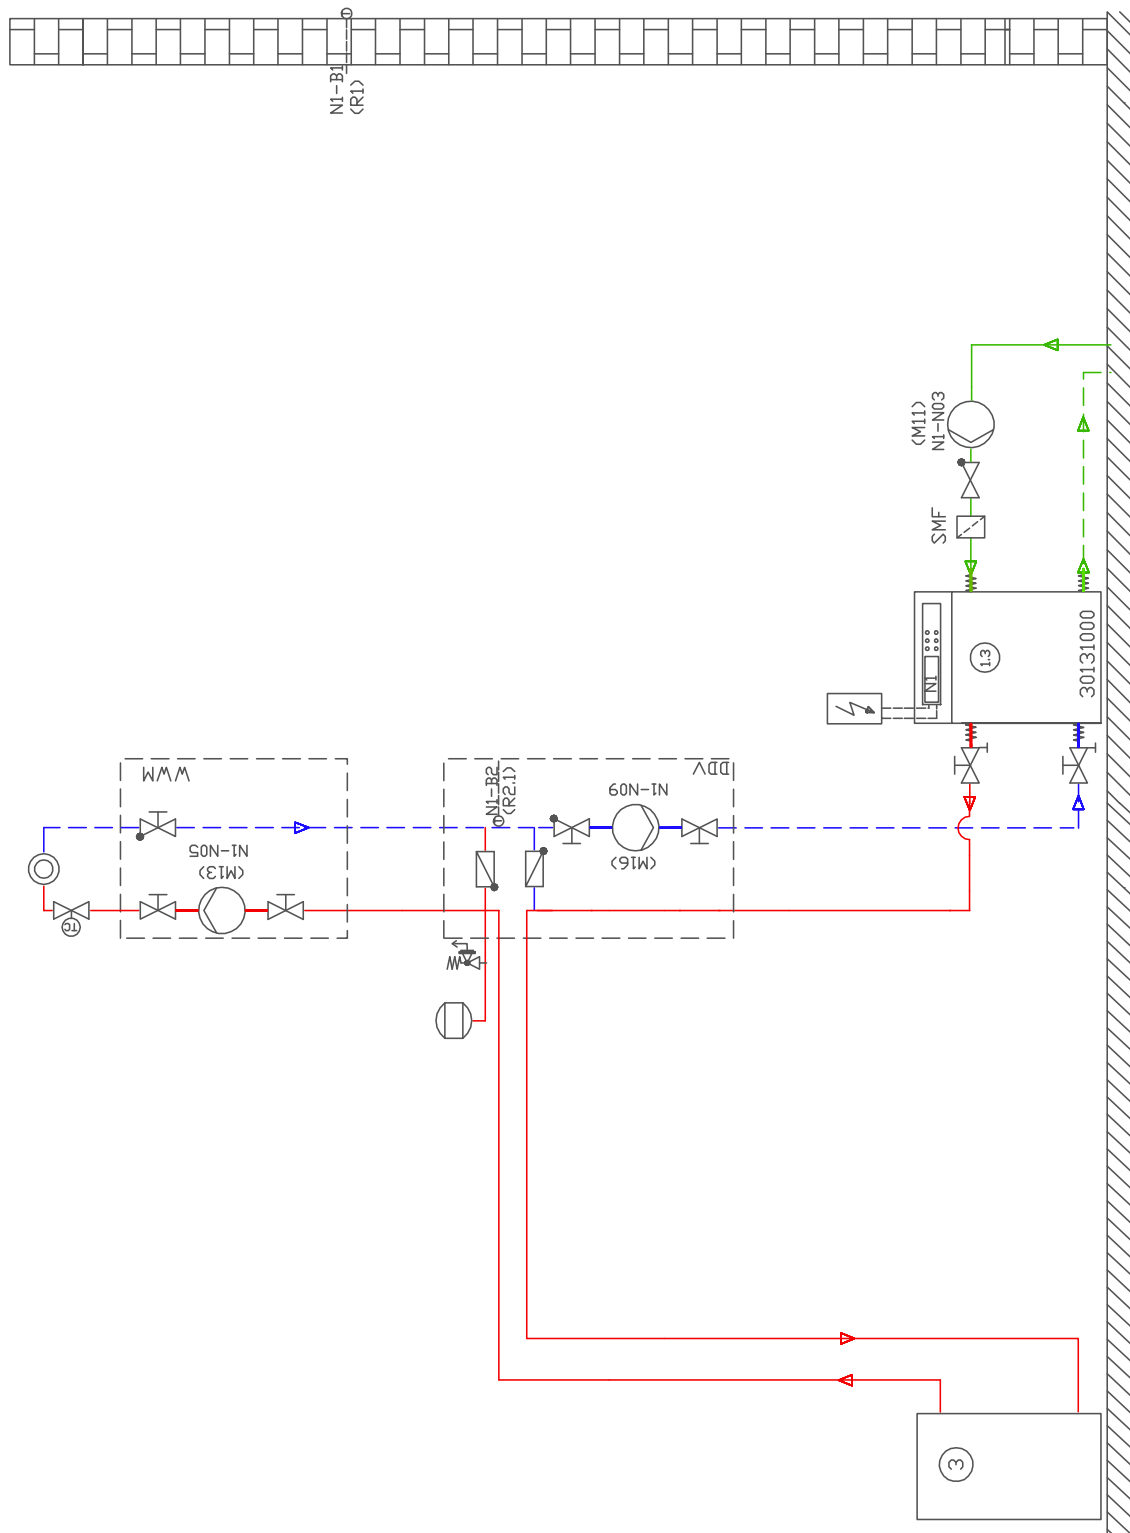 N1-B1
(R1)
(M11)
N1-N03
SMF
N1
1.3
30131000
WWM
N1-N05
(M13)
TC
N1-B2
(R2.1)
DDV
N1-N09
(M16)
3